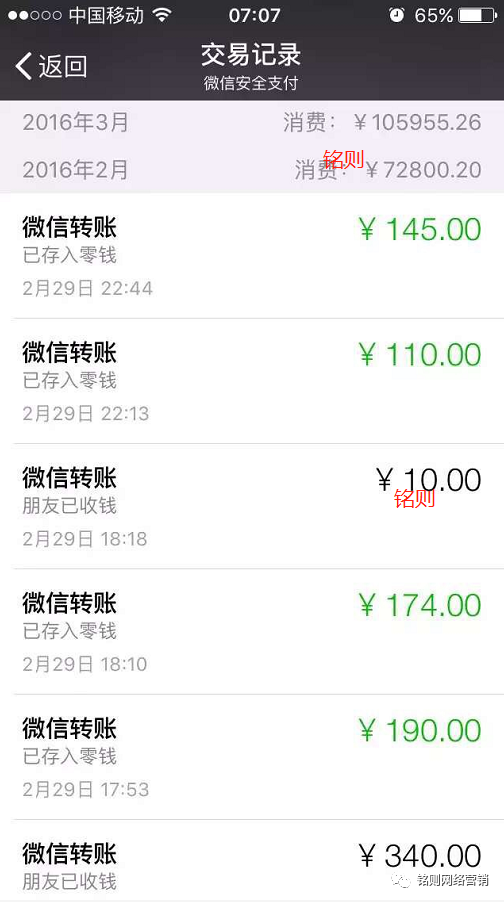 中国移动 07:07 65%
返回 交易记录
微信安全支付
2016年3月 消费：￥105955.26
铭则
2016年2月 消费：￥72800.20
微信转账 ￥145.00
已存入零钱
2月29日 22:44
微信转账 ￥110.00
已存入零钱
2月29日 22:13
微信转账 ￥10.00
铭则
朋友已收钱
2月29日 18:18
微信转账 ￥174.00
已存入零钱
2月29日 18:10
微信转账 ￥190.00
已存入零钱
2月29日 17:53
微信转账 ￥340.00
朋友已收钱 铭则网络营销